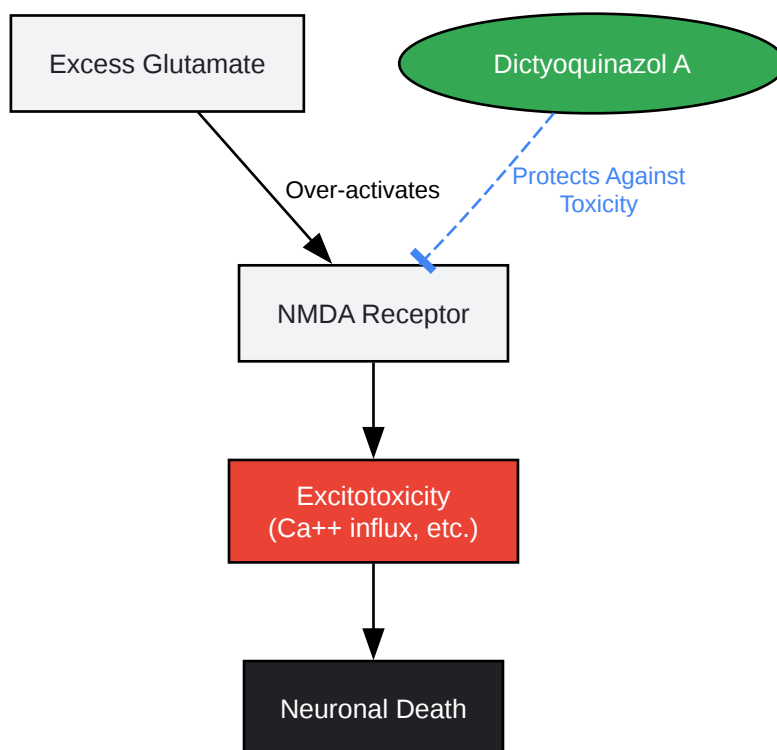 Excess Glutamate
Dictyoquinazol A
Over-activates
Protects Against
Toxicity
NMDA Receptor
Excitotoxicity
(Ca++ influx, etc.)
Neuronal Death